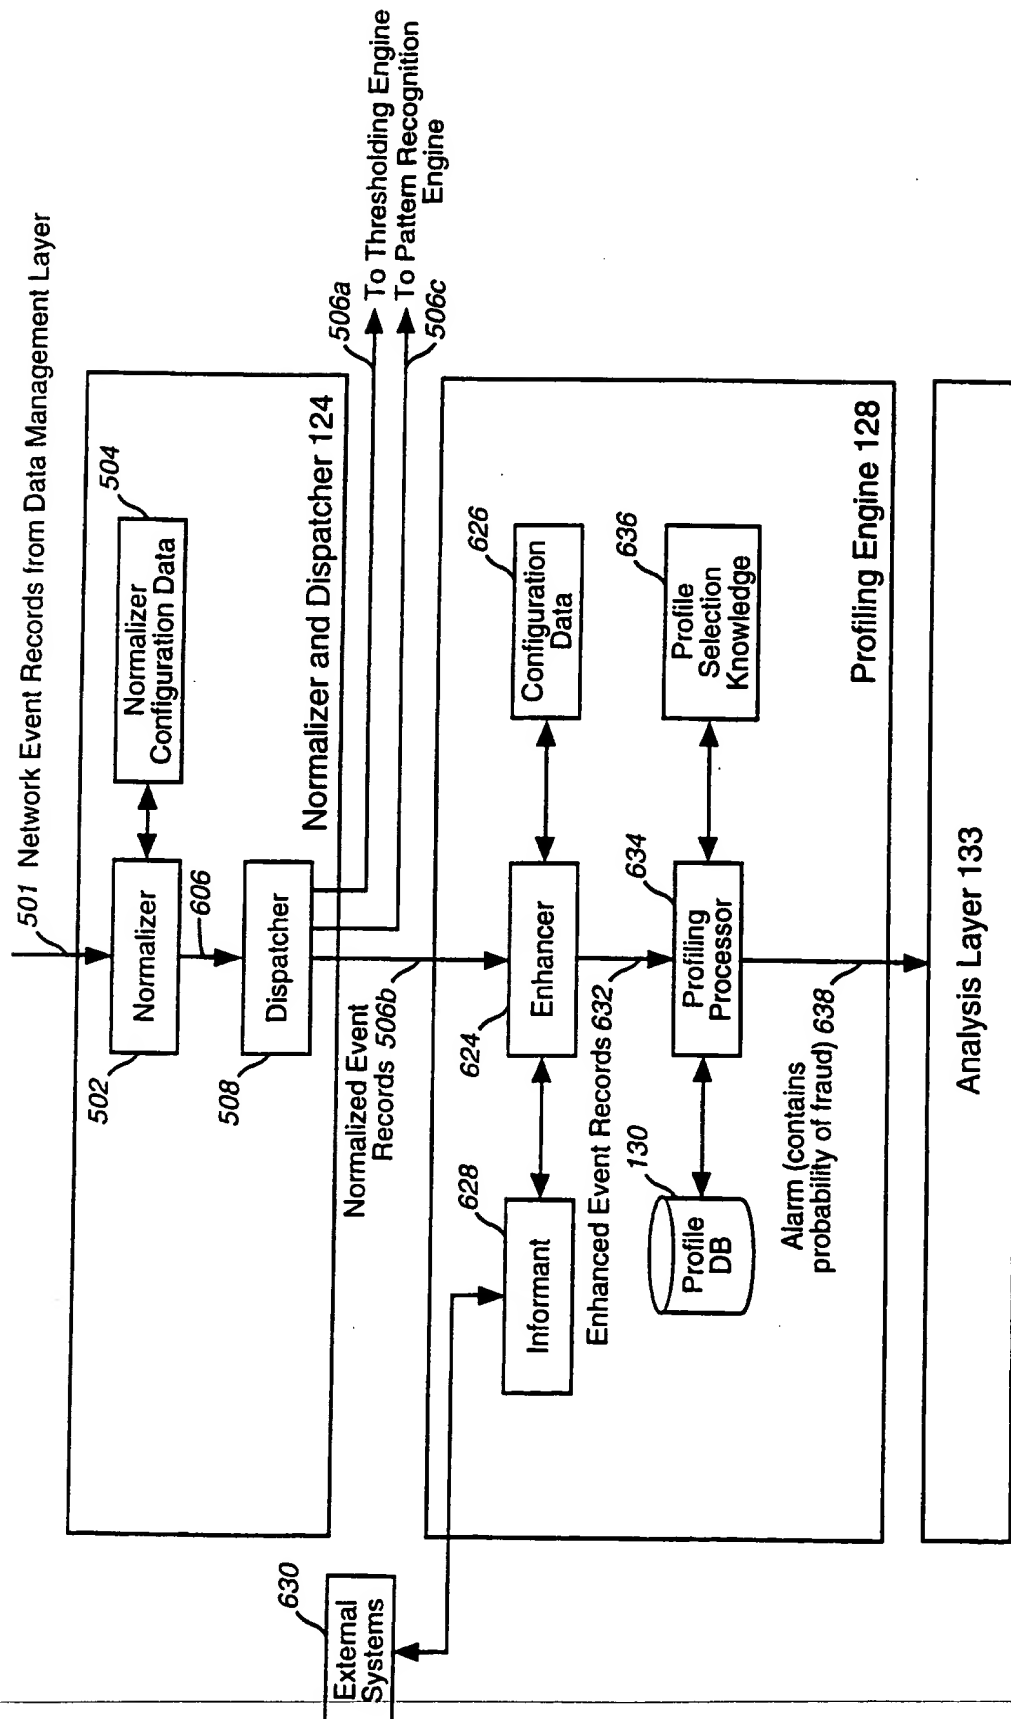 501 Network Event Records from Data Management Layer
504
Normalizer
Configuration Data
Normalizer
502
606
Dispatcher
508
Normalizer and Dispatcher 124
506a
To Thresholding Engine
To Pattern Recognition
Engine
506c
Normalized Event
Records 506b
630
External
Systems
628
Informant
624
Enhancer
626
Configuration
Data
Enhanced Event Records 632
130
Profile
DB
634
Profiling
Processor
636
Profile
Selection
Knowledge
Alarm (contains
probability of fraud) 638
Profiling Engine 128
Analysis Layer 133